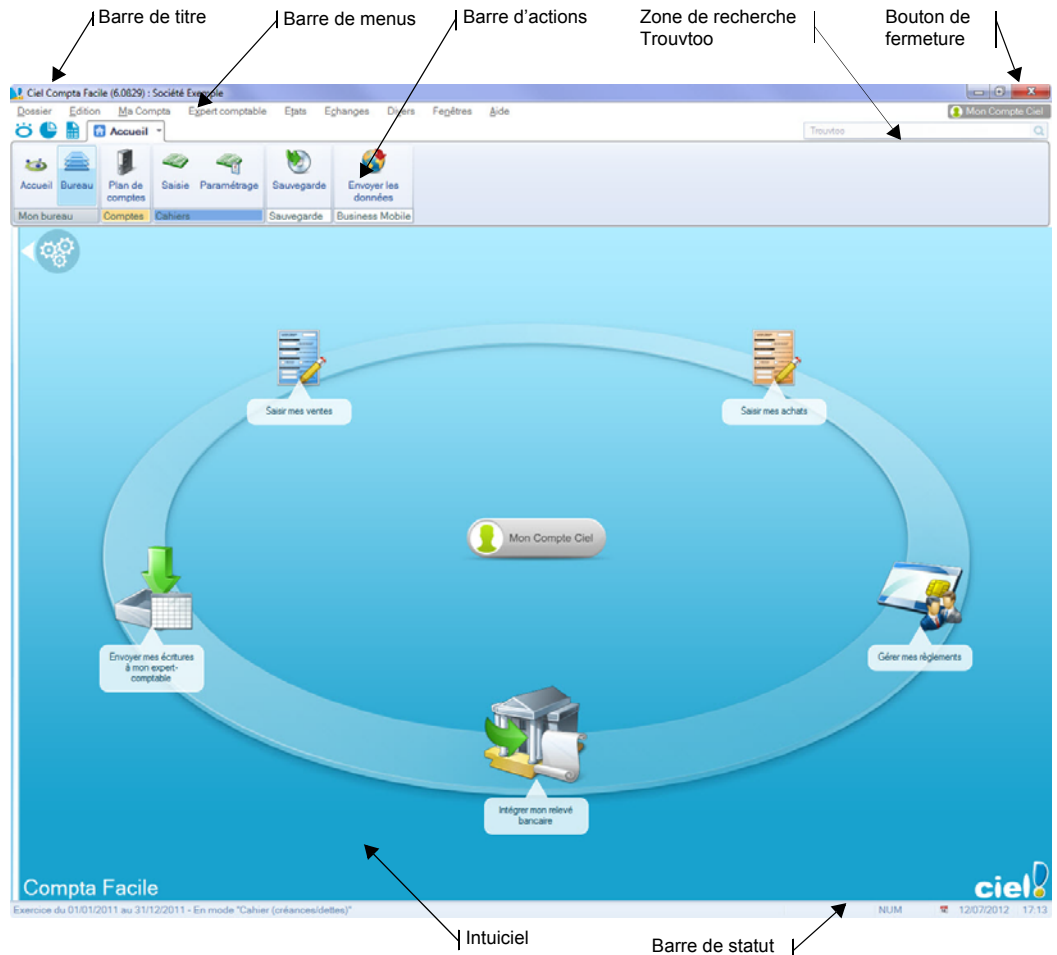 Barre de titre
Barre de menus
Barre d’actions
Zone de recherche
Trouvtoo
Bouton de
fermeture
Ciel Compta Facile (6.0829) : Société Exemple
Dossier Edition Ma Compta Expert comptable Etats Echanges Divers Fenêtres Aide
Mon Compte Ciel
Accueil
Trouvtoo
Accueil Bureau Plan de comptes Saisie Paramétrage Sauvegarde Envoyer les données
Mon bureau Comptes Cahiers Sauvegarde Business Mobile
Saisir mes ventes
Saisir mes achats
Mon Compte Ciel
Envoyer mes écritures
à mon expert-
comptable
Gérer mes règlements
Intégrer mon relevé
bancaire
Compta Facile
ciel!
Exercice du 01/01/2011 au 31/12/2011 - En mode "Cahier (créances/dettes)"
NUM
12/07/2012 17:13
Intuiciel
Barre de statut